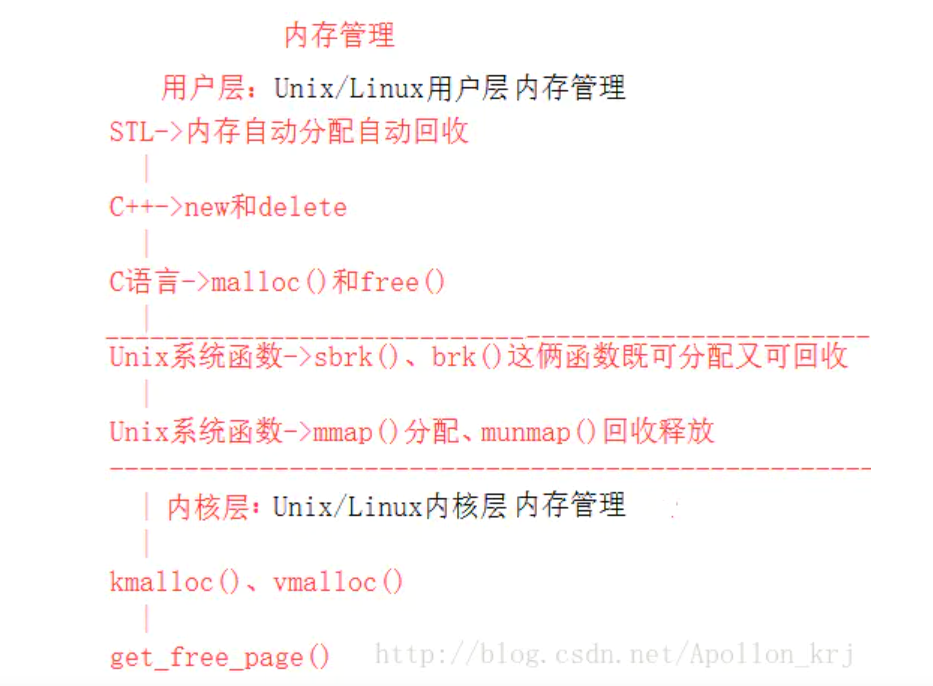 内存管理
用户层：Unix/Linux用户层内存管理
STL->内存自动分配自动回收
C++->new和delete
C语言->malloc()和free()
Unix系统函数->sbrk()、brk()这俩函数既可分配又可回收
Unix系统函数->mmap()分配、munmap()回收释放
内核层：Unix/Linux内核层内存管理
kmalloc()、vmalloc()
get_free_page()
http://blog.csdn.net/Apollon_krj